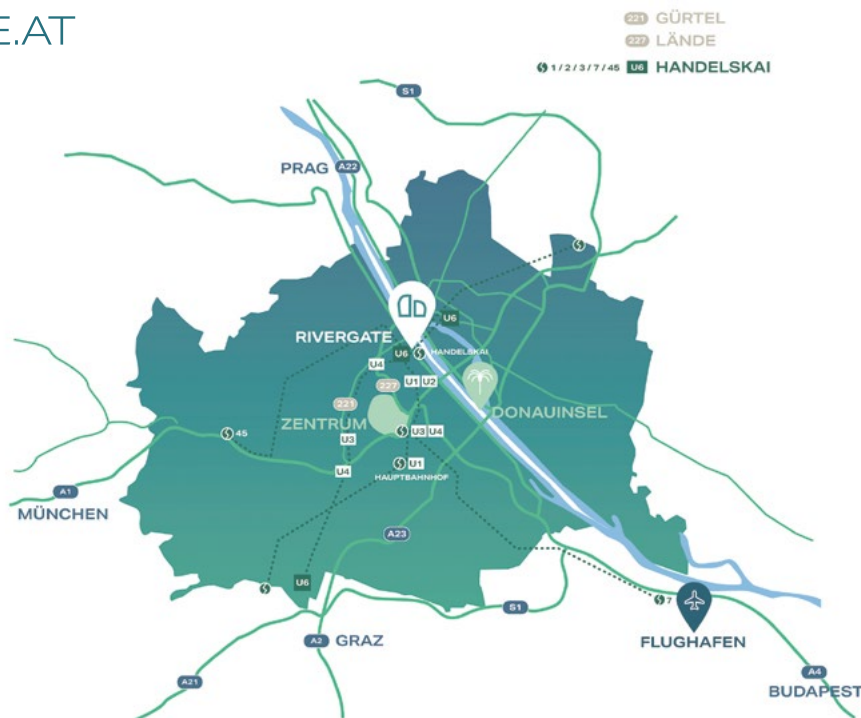 E.AT
221 GÜRTEL
227 LÄNDE
1 / 2 / 3 / 7 / 45 U6 HANDELSKAI
S1
PRAG A22
U6
RIVERGATE
U6 HANDELSKAI
U4
U1 U2
227
221
ZENTRUM
DONAUINSEL
45
U3 U4
U3
U1
U4
HAUPTBAHNHOF
A1
MÜNCHEN
A23
U6
7
S1
A2 GRAZ
FLUGHAFEN
A4
A21
BUDAPEST